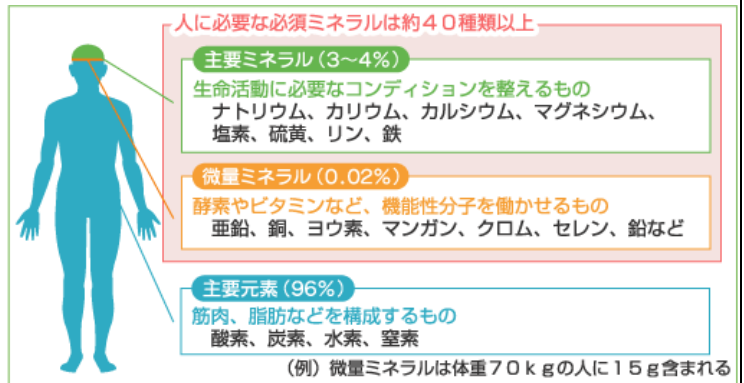 人に必要な必須ミネラルは約４０種類以上
主要ミネラル（３～４％）
生命活動に必要なコンディションを整えるもの
ナトリウム、カリウム、カルシウム、マグネシウム、
塩素、硫黄、リン、鉄
微量ミネラル（０.０２％）
酵素やビタミンなど、機能性分子を働かせるもの
亜鉛、銅、ヨウ素、マンガン、クロム、セレン、鉛など
主要元素（９６％）
筋肉、脂肪などを構成するもの
酸素、炭素、水素、窒素
（例）微量ミネラルは体重７０ｋｇの人に１５ｇ含まれる